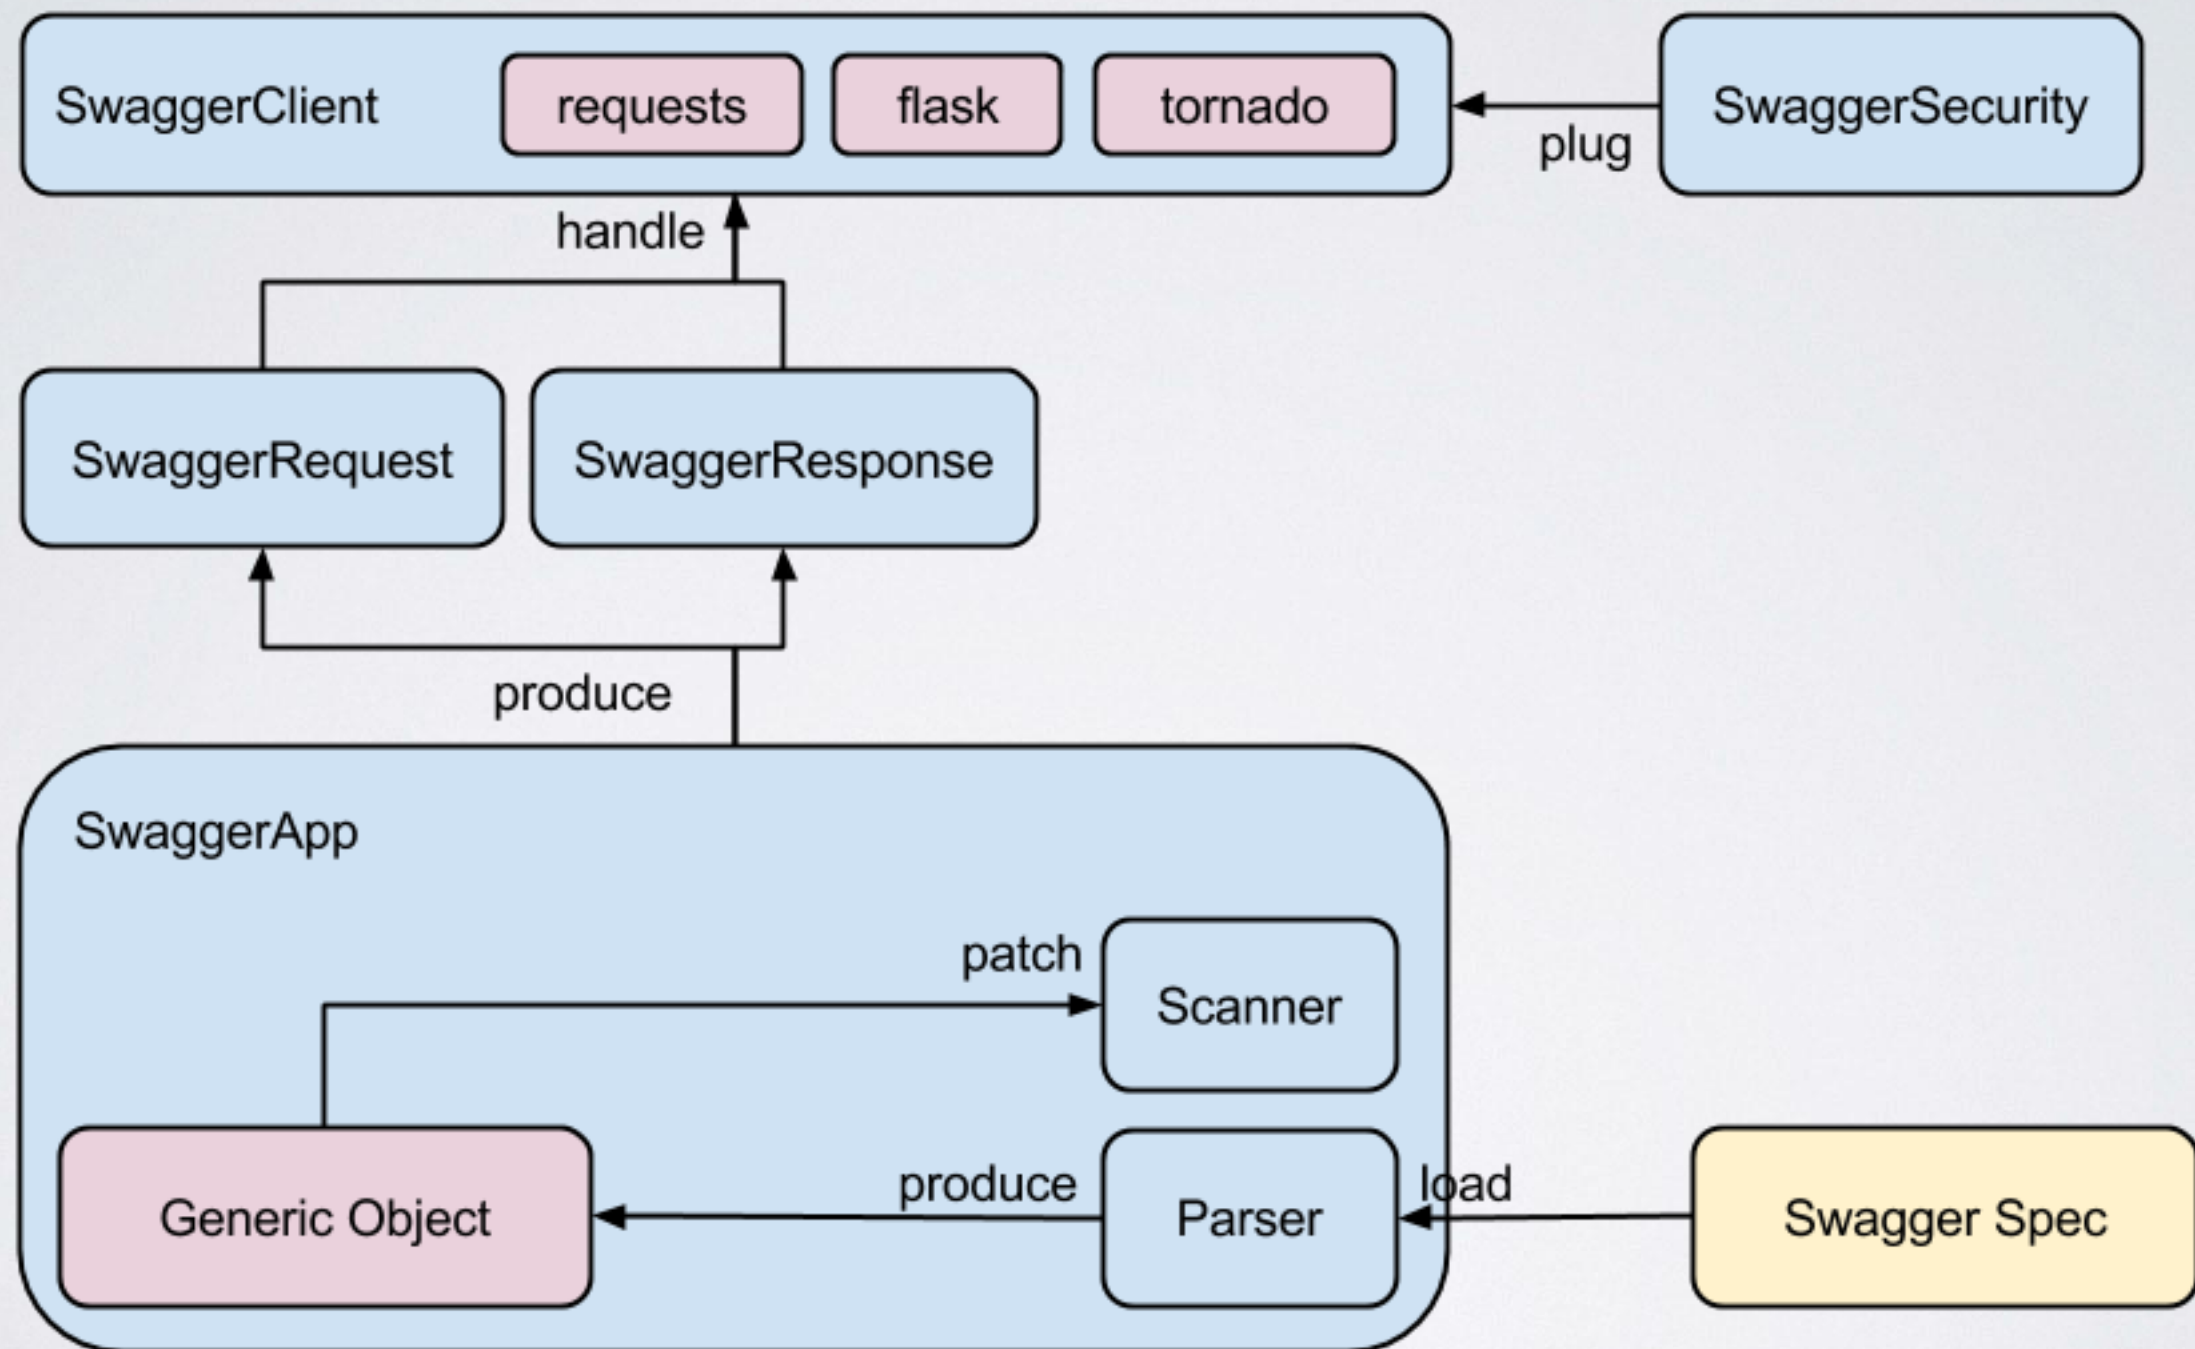 SwaggerClient
requests
flask
tornado
SwaggerSecurity
plug
handle
SwaggerRequest
SwaggerResponse
produce
SwaggerApp
patch
Scanner
Generic Object
produce
Parser
load
Swagger Spec